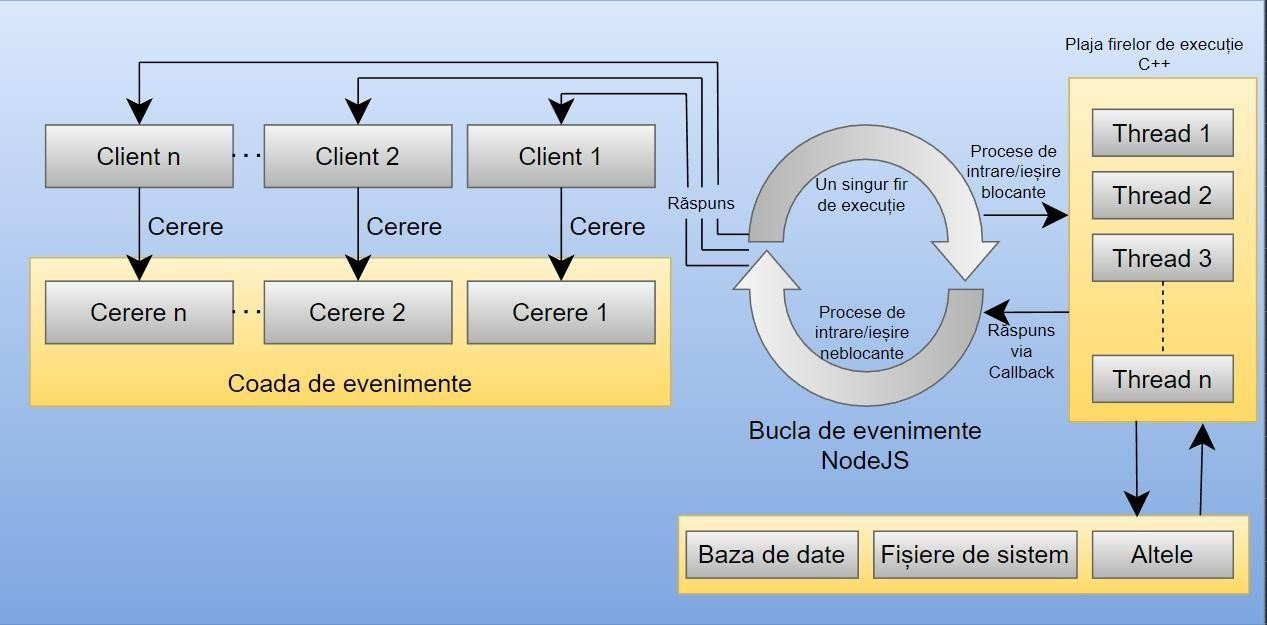 Plaja firelor de execuție
C++
Client n
...
Client 2
Client 1
Cerere
Cerere
Cerere
Cerere n
...
Cerere 2
Cerere 1
Coada de evenimente
Răspuns
Un singur fir
de execuție
Procese de
intrare/ieșire
neblocante
Bucla de evenimente
NodeJS
Procese de
intrare/ieșire
blocante
Răspuns
via
Callback
Thread 1
Thread 2
Thread 3
Thread n
Baza de date
Fișiere de sistem
Altele